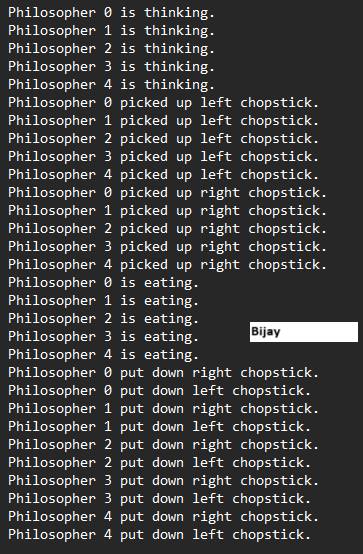 Philosopher 0 is thinking.
Philosopher 1 is thinking.
Philosopher 2 is thinking.
Philosopher 3 is thinking.
Philosopher 4 is thinking.
Philosopher 0 picked up left chopstick.
Philosopher 1 picked up left chopstick.
Philosopher 2 picked up left chopstick.
Philosopher 3 picked up left chopstick.
Philosopher 4 picked up left chopstick.
Philosopher 0 picked up right chopstick.
Philosopher 1 picked up right chopstick.
Philosopher 2 picked up right chopstick.
Philosopher 3 picked up right chopstick.
Philosopher 4 picked up right chopstick.
Philosopher 0 is eating.
Philosopher 1 is eating.
Philosopher 2 is eating.
Philosopher 3 is eating.
Bijay
Philosopher 4 is eating.
Philosopher 0 put down right chopstick.
Philosopher 0 put down left chopstick.
Philosopher 1 put down right chopstick.
Philosopher 1 put down left chopstick.
Philosopher 2 put down right chopstick.
Philosopher 2 put down left chopstick.
Philosopher 3 put down right chopstick.
Philosopher 3 put down left chopstick.
Philosopher 4 put down right chopstick.
Philosopher 4 put down left chopstick.